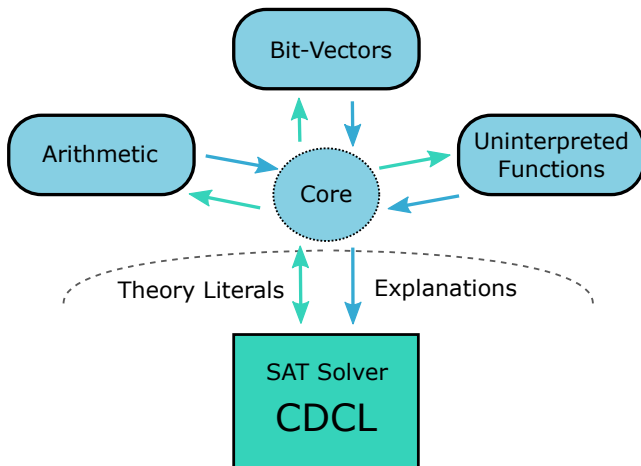 Bit-Vectors
Arithmetic
Uninterpreted
Functions
Core
Theory Literals
Explanations
SAT Solver
CDCL